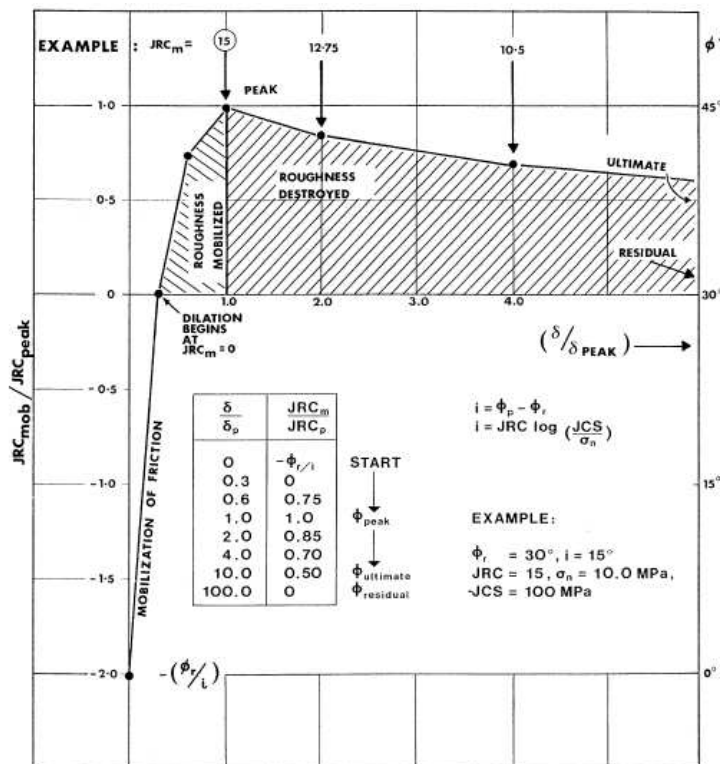 EXAMPLE : JRCm= 15 12·75 10·5 φ'
PEAK
1·0 45°
ULTIMATE
ROUGHNESS
DESTROYED
0·5
ROUGHNESS
MOBILIZED
RESIDUAL
0 1.0 2.0 3.0 4.0 30°
DILATION
BEGINS
AT
JRCm=0
(δ/δPEAK)
JRCmob/JRCpeak
-0·5
MOBILIZATION OF FRICTION
δ/δp JRCm/JRCp
0 -φr/i START
0.3 0
0.6 0.75
1.0 1.0 φpeak
2.0 0.85
4.0 0.70
10.0 0.50 φultimate
100.0 0 φresidual
i = φp - φr
i = JRC log (JCS/σn)
-1·0 15°
EXAMPLE:
φr = 30°, i = 15°
JRC = 15, σn = 10.0 MPa,
-JCS = 100 MPa
-1·5
-2·0 -(φr/i) 0°